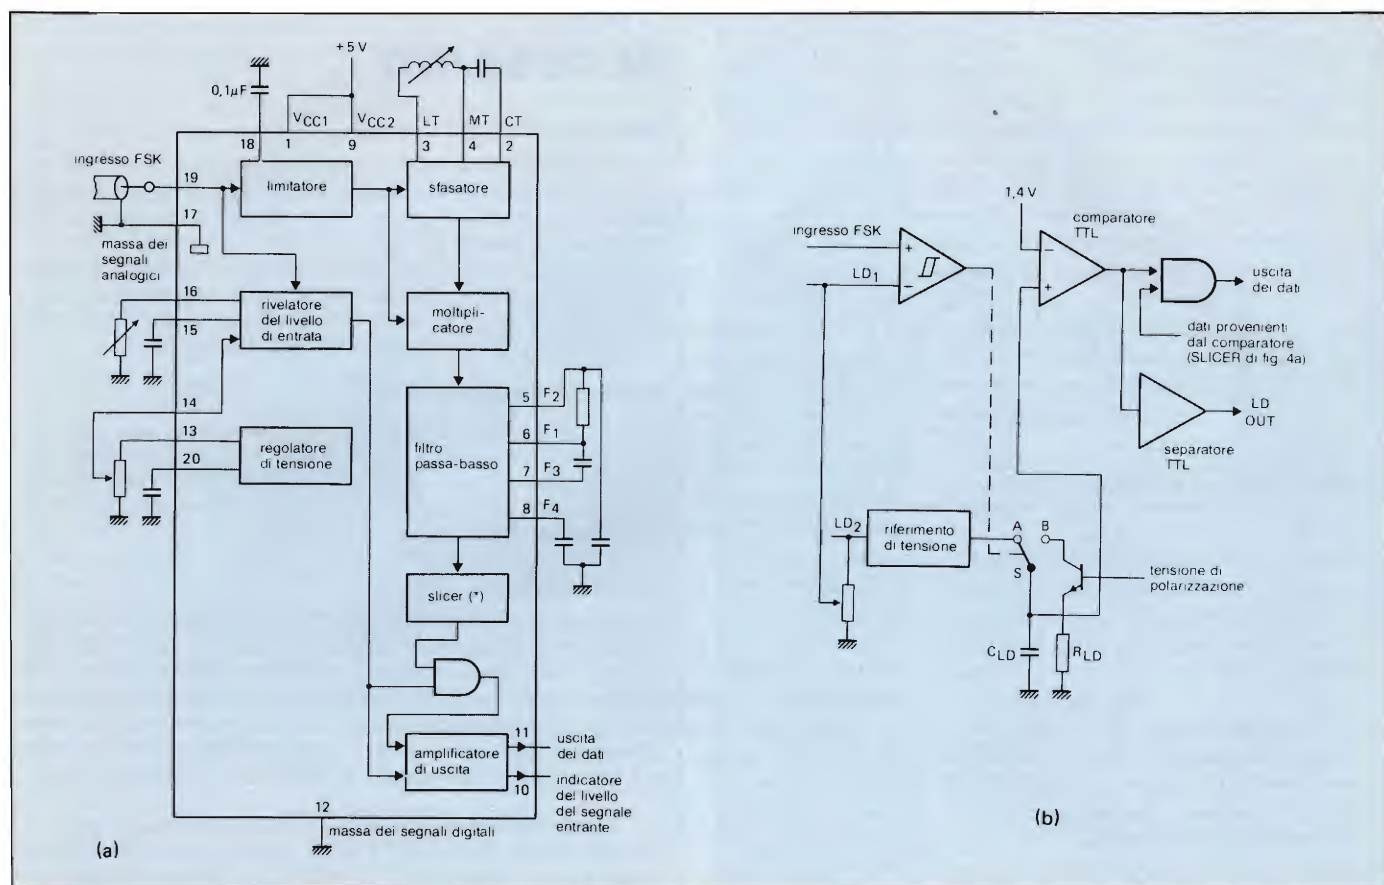 +5V
0,1µF
VCC1
VCC2
LT
MT
CT
18
1
9
3
4
2
ingresso FSK
19
limitatore
sfasatore
17
massa dei
segnali
analogici
16
15
rivelatore
del livello
di entrata
moltipli-
catore
14
13
20
regolatore
di tensione
filtro
passa-basso
5 F2
6 F1
7 F3
8 F4
slicer (*)
amplificatore
di uscita
11
10
uscita
dei dati
indicatore
del livello
del segnale
entrante
12
massa dei segnali digitali
(a)
1,4 V
comparatore
TTL
ingresso FSK
+
LD1
−
−
+
uscita
dei dati
dati provenienti
dal comparatore
(SLICER di fig. 4a)
LD
OUT
separatore
TTL
LD2
riferimento
di tensione
A
B
S
tensione di
polarizzazione
CLD
RLD
(b)